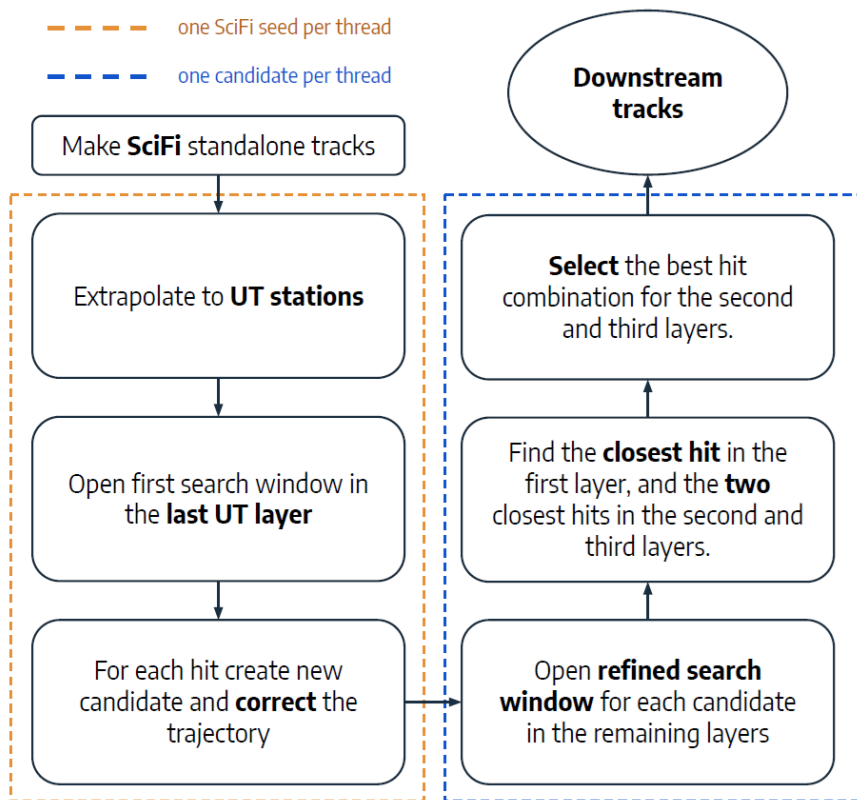 one SciFi seed per thread
one candidate per thread
Make SciFi standalone tracks
Extrapolate to UT stations
Open first search window in
the last UT layer
For each hit create new
candidate and correct the
trajectory
Open refined search
window for each candidate
in the remaining layers
Find the closest hit in the
first layer, and the two
closest hits in the second and
third layers.
Select the best hit
combination for the second
and third layers.
Downstream
tracks